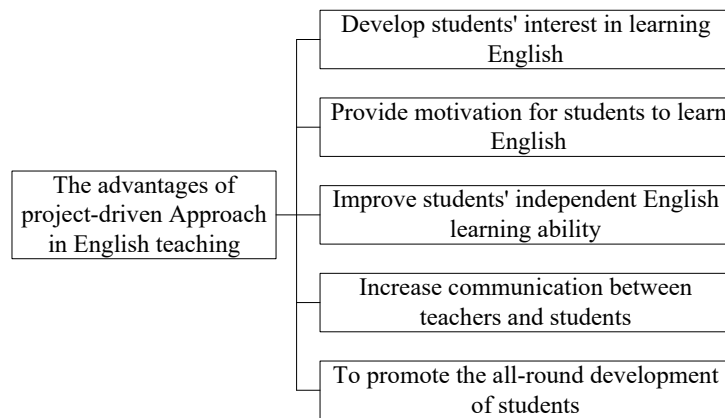 The advantages of
project-driven Approach
in English teaching
Develop students' interest in learning
English
Provide motivation for students to learn
English
Improve students' independent English
learning ability
Increase communication between
teachers and students
To promote the all-round development
of students